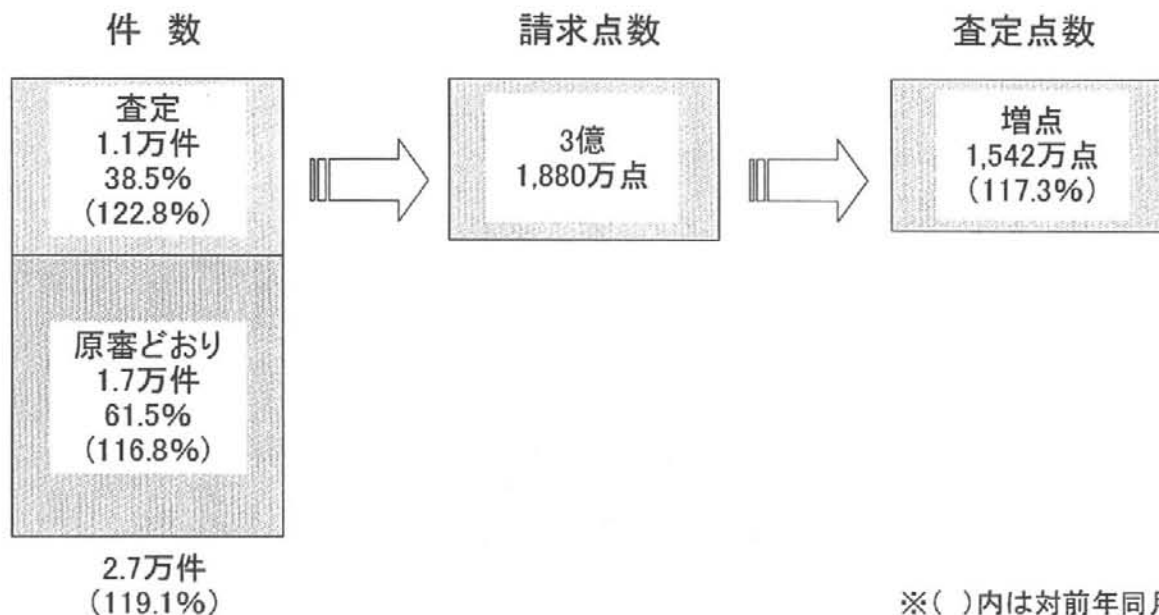 件 数
請求点数
査定点数
査定
1.1万件
38.5%
(122.8%)
3億
1,880万点
増点
1,542万点
(117.3%)
原審どおり
1.7万件
61.5%
(116.8%)
2.7万件
(119.1%)
※( )内は対前年同月